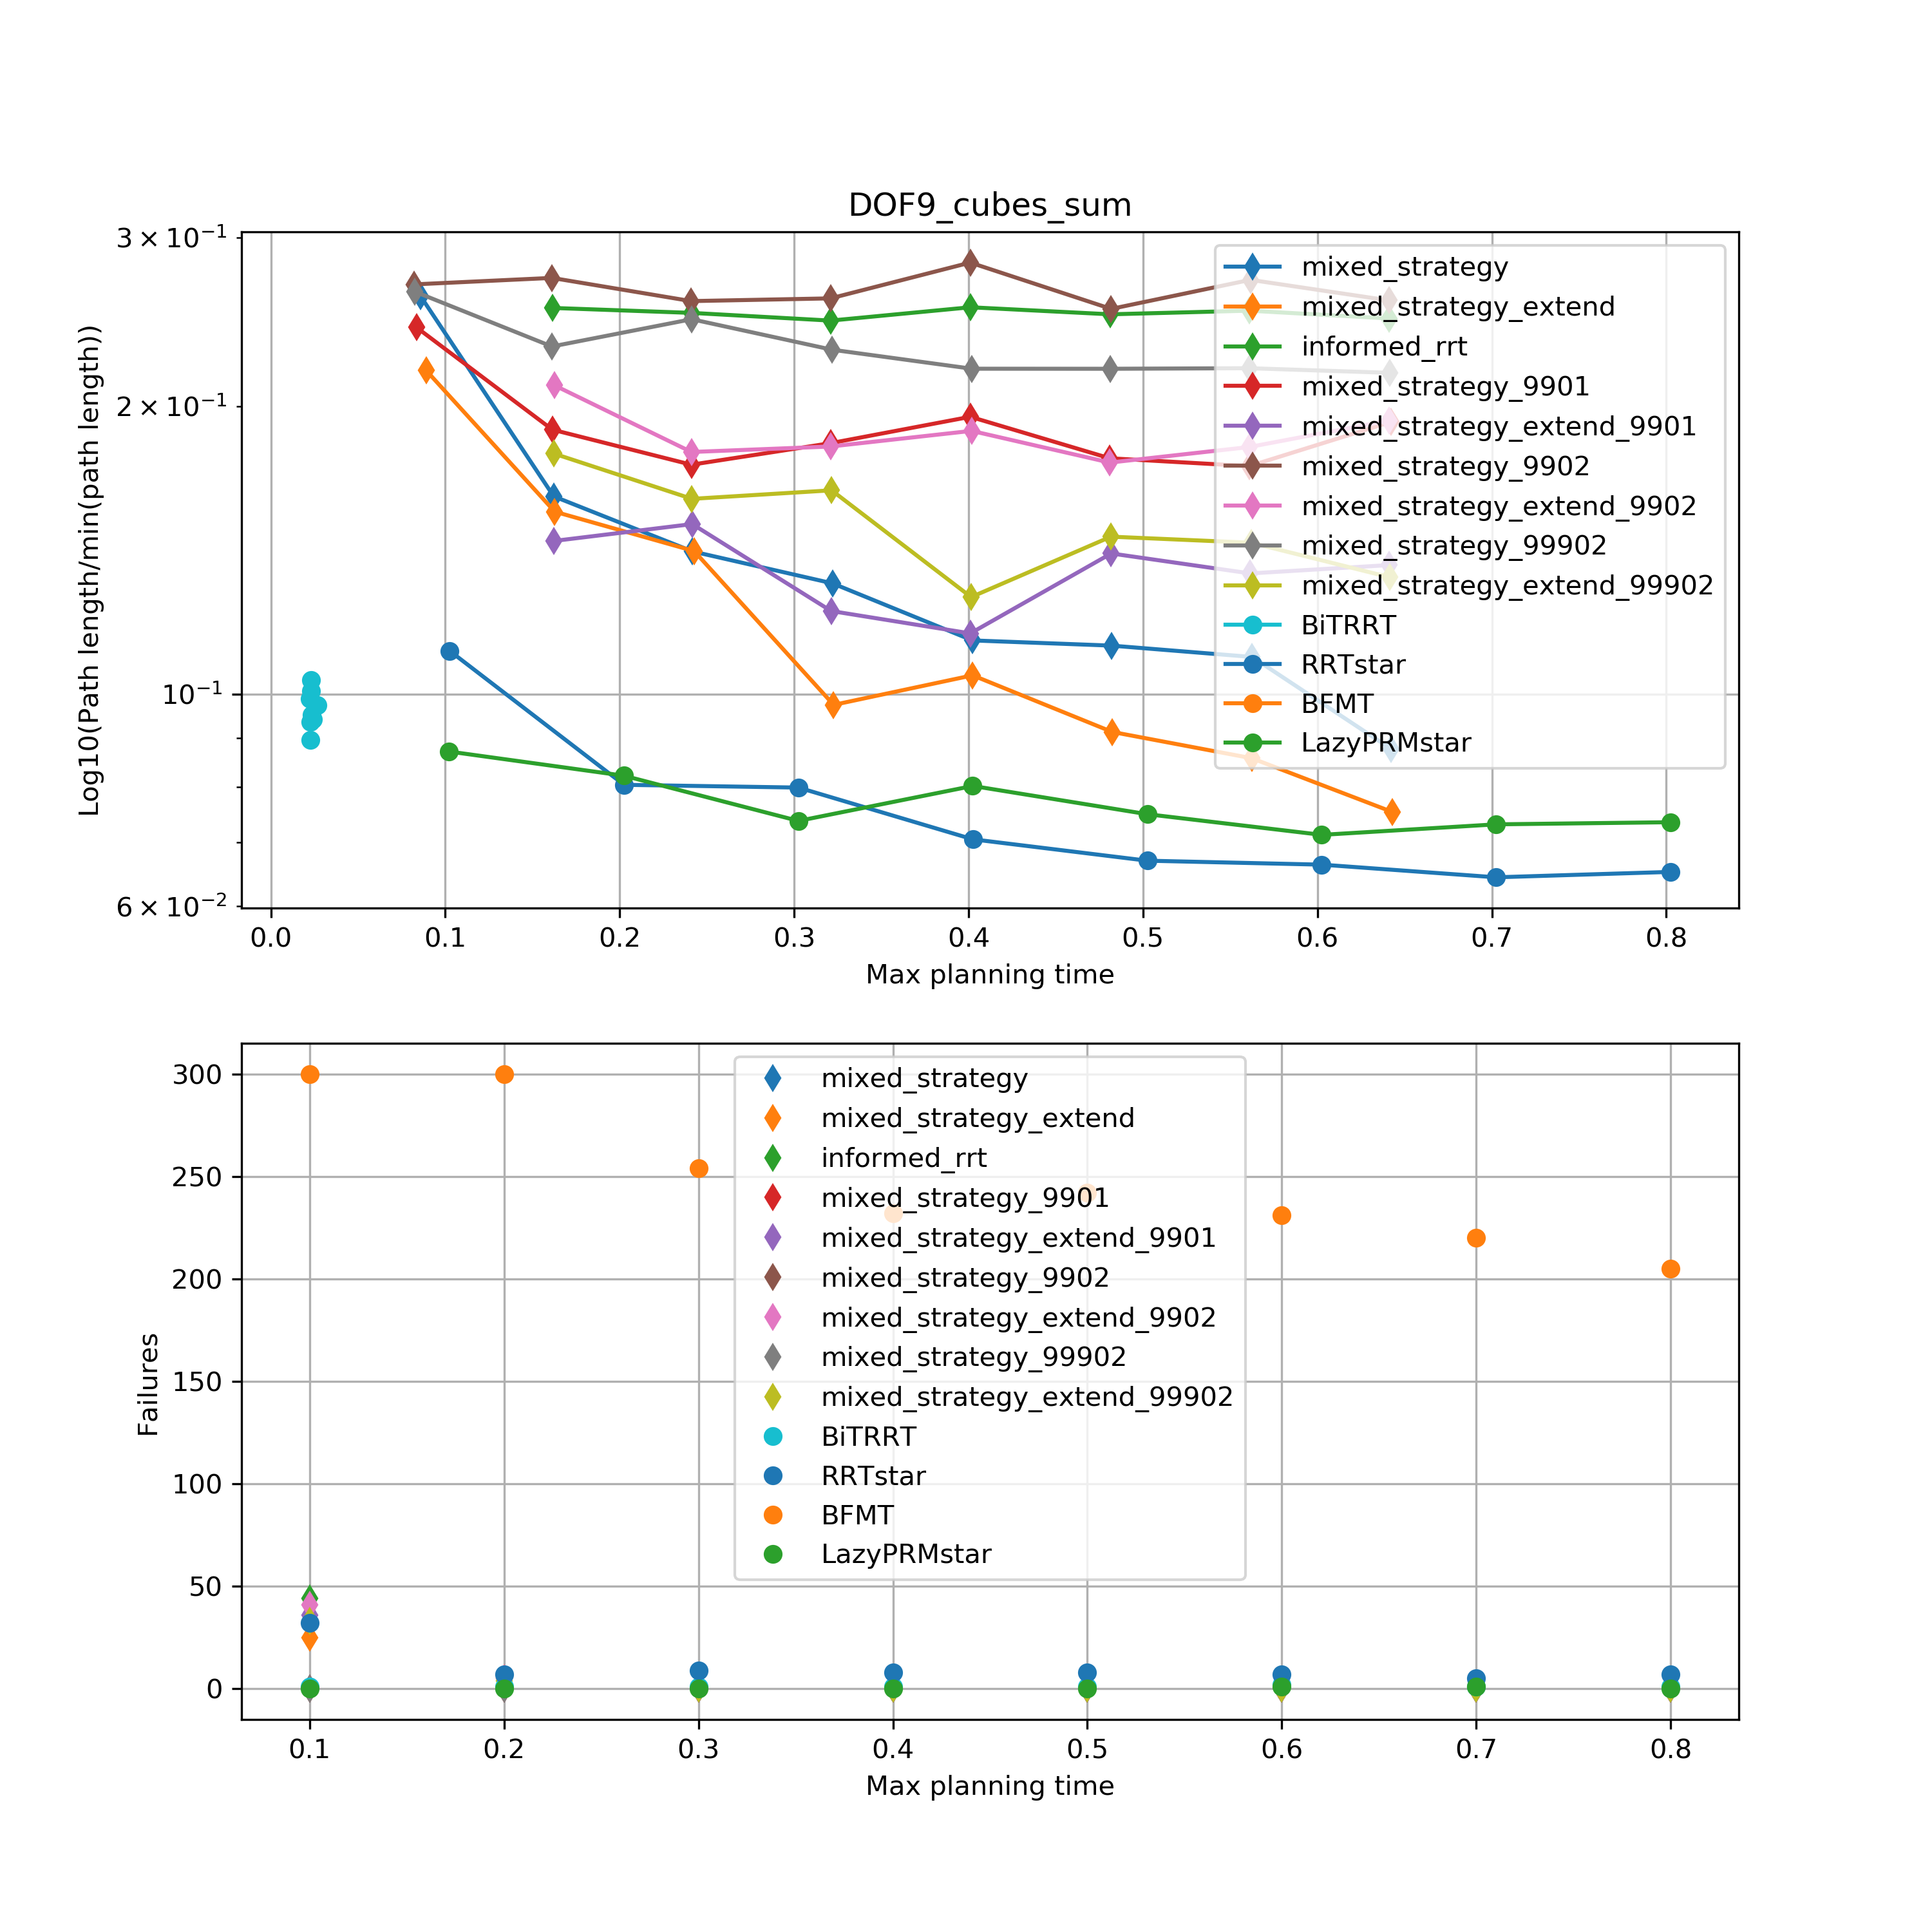 DOF9_cubes_sum
Log10(Path length/min(path length))
3 × 10⁻¹
2 × 10⁻¹
10⁻¹
6 × 10⁻²
mixed_strategy
mixed_strategy_extend
informed_rrt
mixed_strategy_9901
mixed_strategy_extend_9901
mixed_strategy_9902
mixed_strategy_extend_9902
mixed_strategy_99902
mixed_strategy_extend_99902
BiTRRT
RRTstar
BFMT
LazyPRMstar
0.0 0.1 0.2 0.3 0.4 0.5 0.6 0.7 0.8
Max planning time
Failures
300
250
200
150
100
50
0
mixed_strategy
mixed_strategy_extend
informed_rrt
mixed_strategy_9901
mixed_strategy_extend_9901
mixed_strategy_9902
mixed_strategy_extend_9902
mixed_strategy_99902
mixed_strategy_extend_99902
BiTRRT
RRTstar
BFMT
LazyPRMstar
0.1 0.2 0.3 0.4 0.5 0.6 0.7 0.8
Max planning time